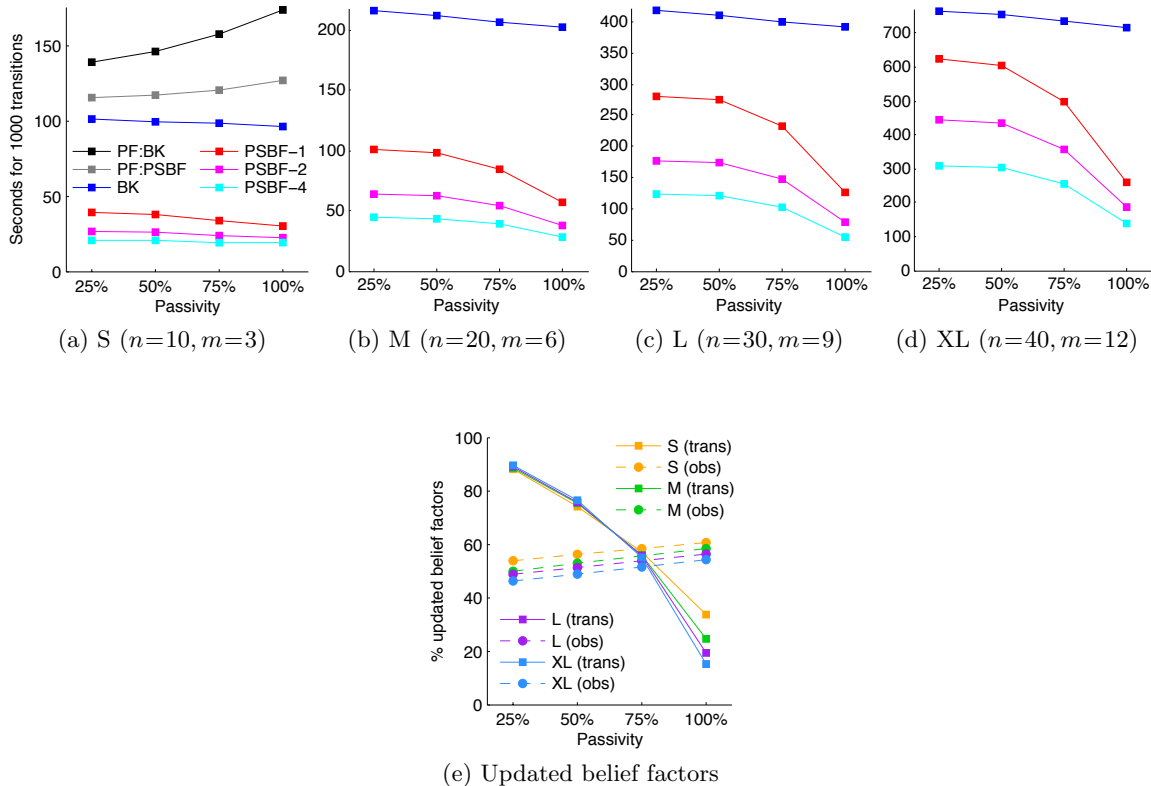 Seconds for 1000 transitions
150
100
50
0
PF:BK
PF:PSBF
BK
PSBF−1
PSBF−2
PSBF−4
25% 50% 75% 100%
Passivity
(a) S (n=10, m=3)
200
150
100
50
0
25% 50% 75% 100%
Passivity
(b) M (n=20, m=6)
400
350
300
250
200
150
100
50
0
25% 50% 75% 100%
Passivity
(c) L (n=30, m=9)
700
600
500
400
300
200
100
0
25% 50% 75% 100%
Passivity
(d) XL (n=40, m=12)
% updated belief factors
100
80
60
40
20
0
S (trans)
S (obs)
M (trans)
M (obs)
L (trans)
L (obs)
XL (trans)
XL (obs)
25% 50% 75% 100%
Passivity
(e) Updated belief factors